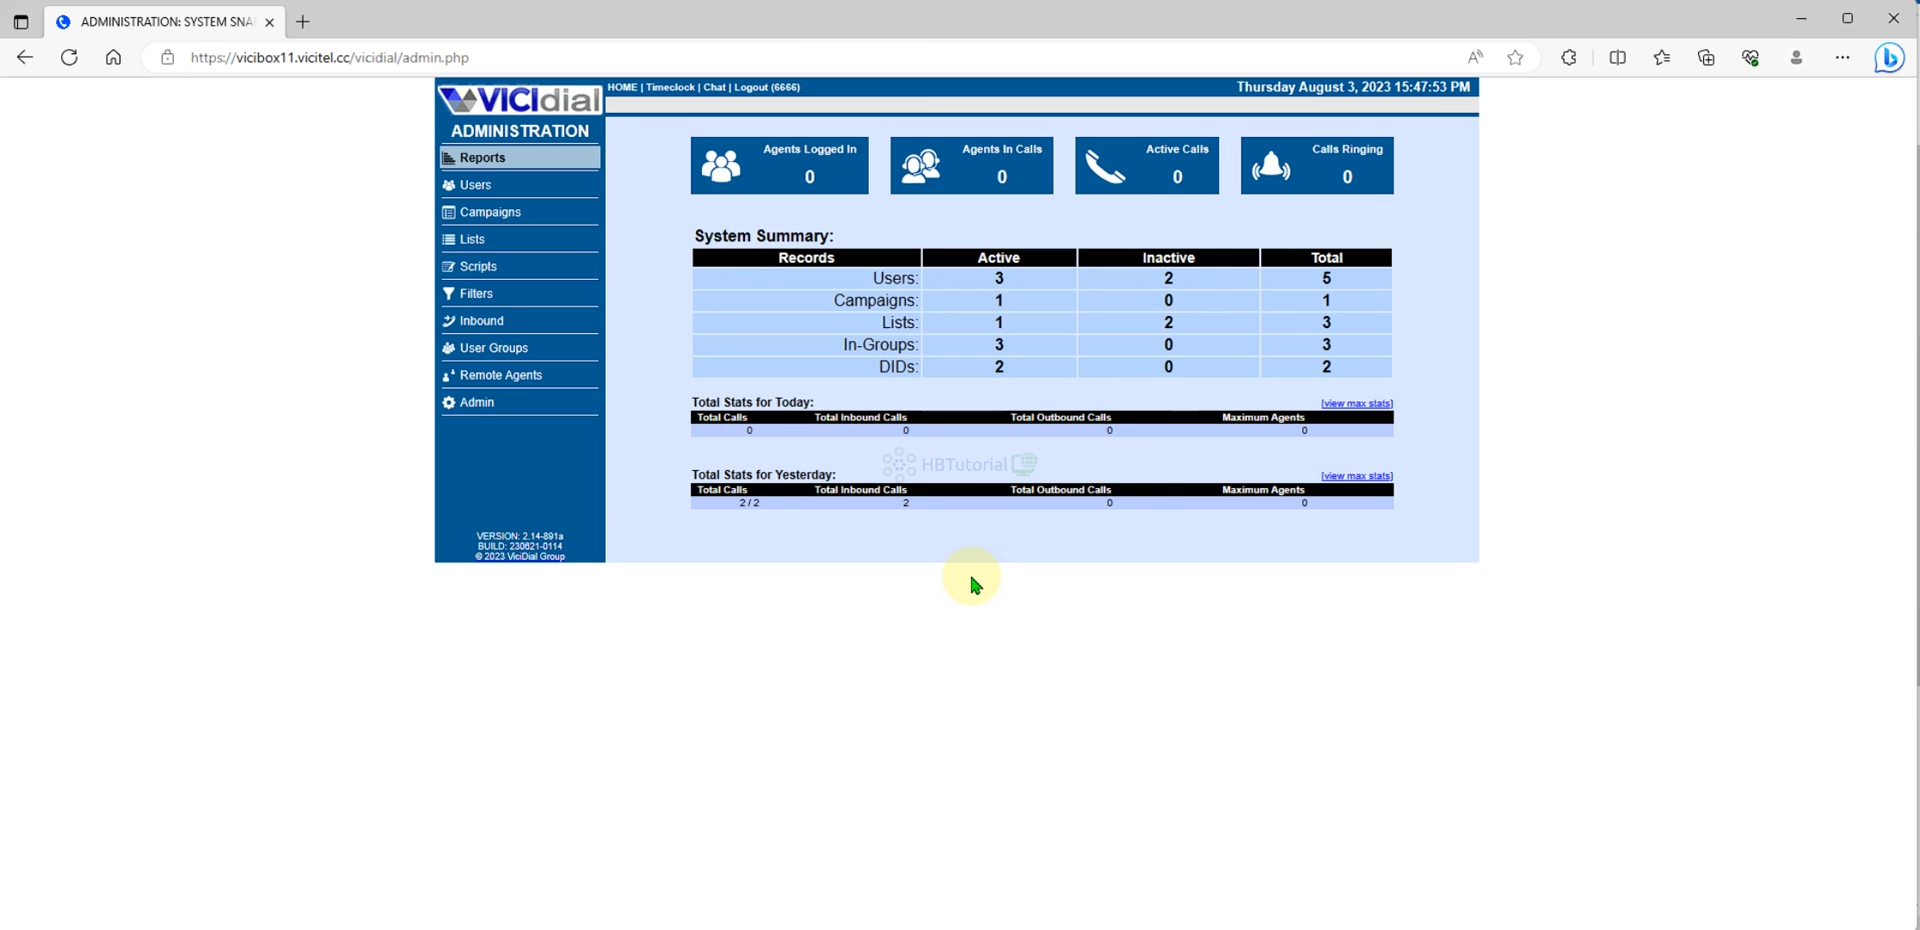 ADMINISTRATION: SYSTEM SNA
https://vicibox11.vicitel.cc/vicidial/admin.php
VICIdial
HOME | Timeclock | Chat | Logout (6666)
Thursday August 3, 2023 15:47:53 PM
ADMINISTRATION
Reports
Users
Campaigns
Lists
Scripts
Filters
Inbound
User Groups
Remote Agents
Admin
VERSION: 2.14-891a
BUILD: 230621-0114
© 2023 ViciDial Group
Agents Logged In
0
Agents In Calls
0
Active Calls
0
Calls Ringing
0
System Summary:
Records Active Inactive Total
Users: 3 2 5
Campaigns: 1 0 1
Lists: 1 2 3
In-Groups: 3 0 3
DIDs: 2 0 2
Total Stats for Today: [view max stats]
Total Calls Total Inbound Calls Total Outbound Calls Maximum Agents
0 0 0 0
HBTutorial
Total Stats for Yesterday: [view max stats]
Total Calls Total Inbound Calls Total Outbound Calls Maximum Agents
2 / 2 2 0 0